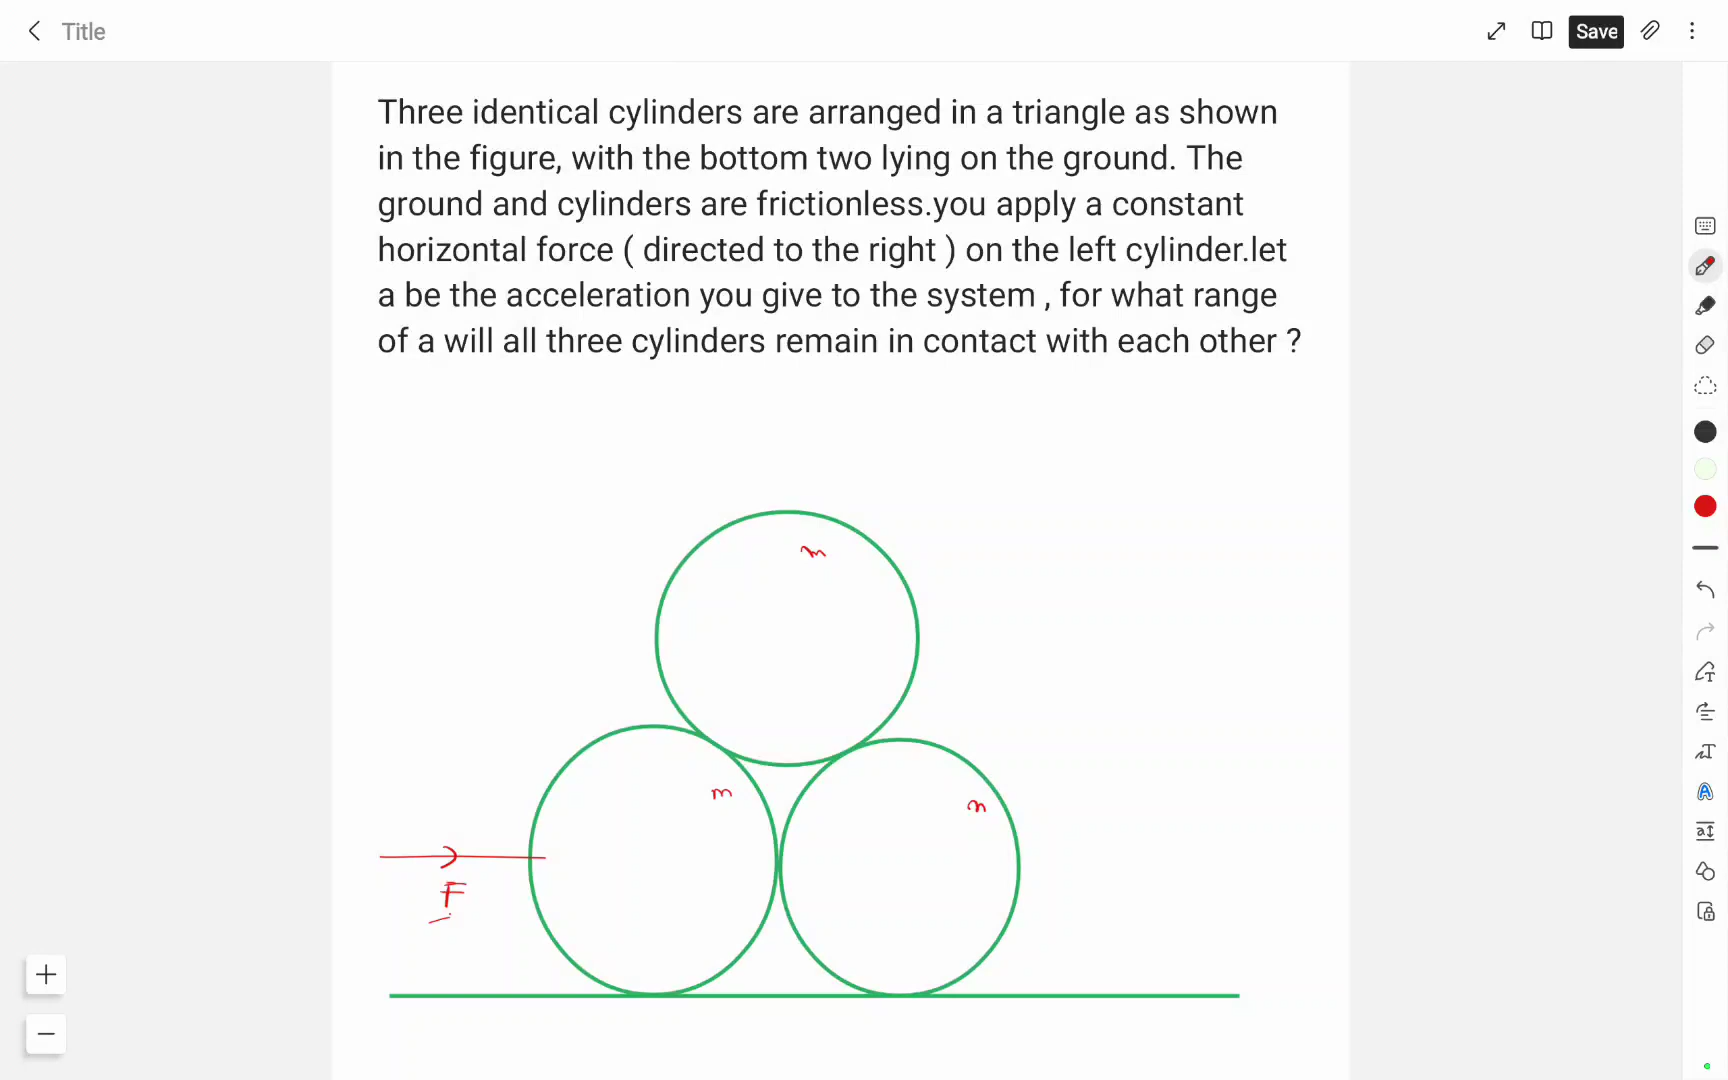 Title
Save
Three identical cylinders are arranged in a triangle as shown
in the figure, with the bottom two lying on the ground. The
ground and cylinders are frictionless.you apply a constant
horizontal force ( directed to the right ) on the left cylinder.let
a be the acceleration you give to the system , for what range
of a will all three cylinders remain in contact with each other ?
m
m
m
F